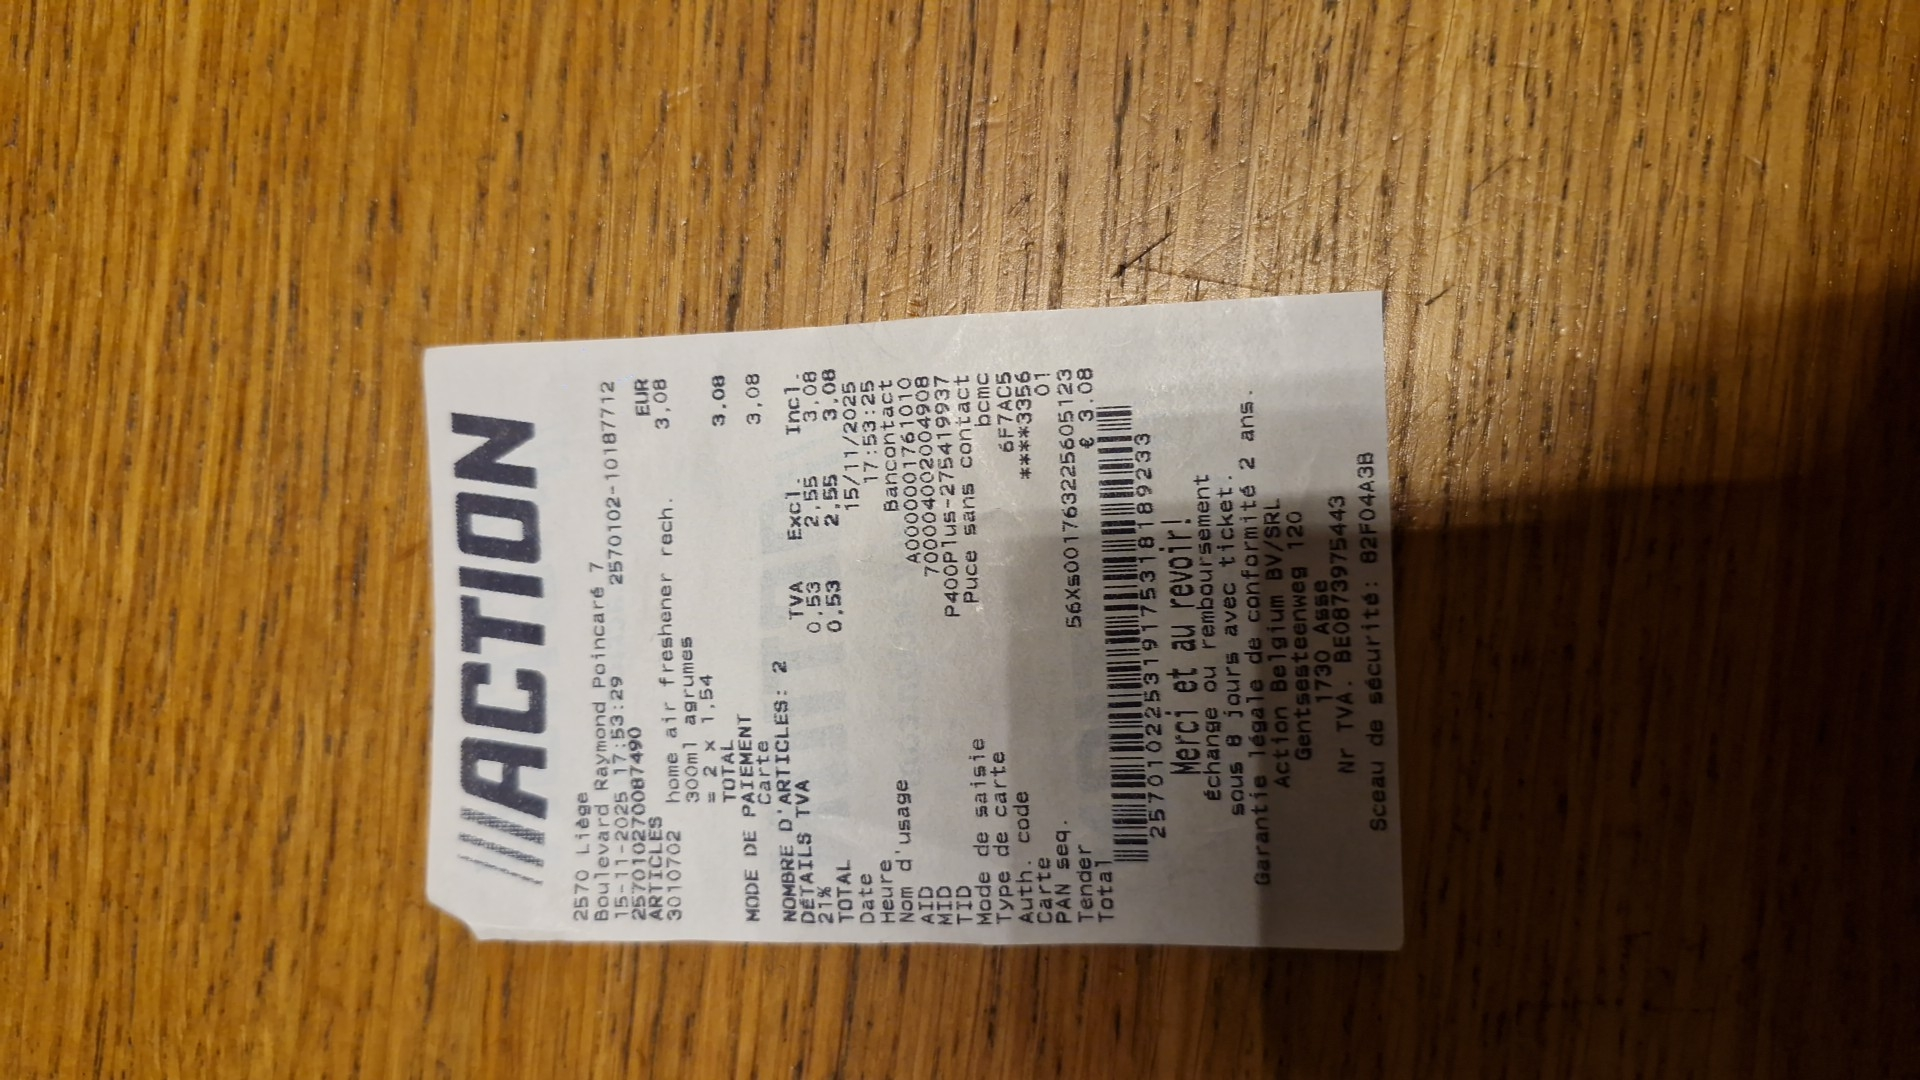 ACTION
2570 Liège
Boulevard Raymond Poincaré 7
15-11-2025 17:53:29 2570102-10187712
257010270087490
ARTICLES EUR
3010702 home air freshener rech. 3,08
300ml agrumes
= 2 x 1,54
TOTAL 3,08
MODE DE PAIEMENT
Carte 3,08
NOMBRE D'ARTICLES: 2
DÉTAILS TVA TVA Excl. Incl.
21% 0,53 2,55 3,08
TOTAL 0,53 2,55 3,08
Date 15/11/2025
Heure 17:53:25
Nom d'usage Bancontact
AID A0000001761010
MID 700004002004908
TID P400Plus-275419937
Mode de saisie Puce sans contact
Type de carte bcmc
Auth. code 6F7AC5
Carte ****3356
PAN seq. 01
Tender 56Xs001763225605123
Total € 3.08
257010225319175318189233
Merci et au revoir!
échange ou remboursement
sous 8 jours avec ticket.
Garantie légale de conformité 2 ans.
Action Belgium BV/SRL
Gentsesteenweg 120
1730 Asse
Nr TVA. BE0873975443
Sceau de sécurité: 82F04A3B